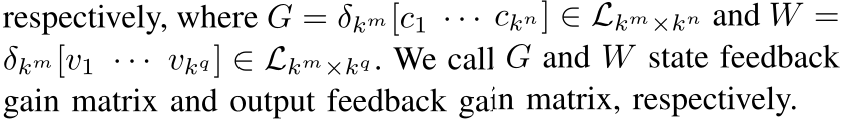 respectively, where $G = \delta_{k^m}[c_1 \ \cdots \ c_{k^n}] \in \mathcal{L}_{k^m \times k^n}$ and $W =$
$\delta_{k^m}[v_1 \ \cdots \ v_{k^q}] \in \mathcal{L}_{k^m \times k^q}$. We call $G$ and $W$ state feedback
gain matrix and output feedback gain matrix, respectively.